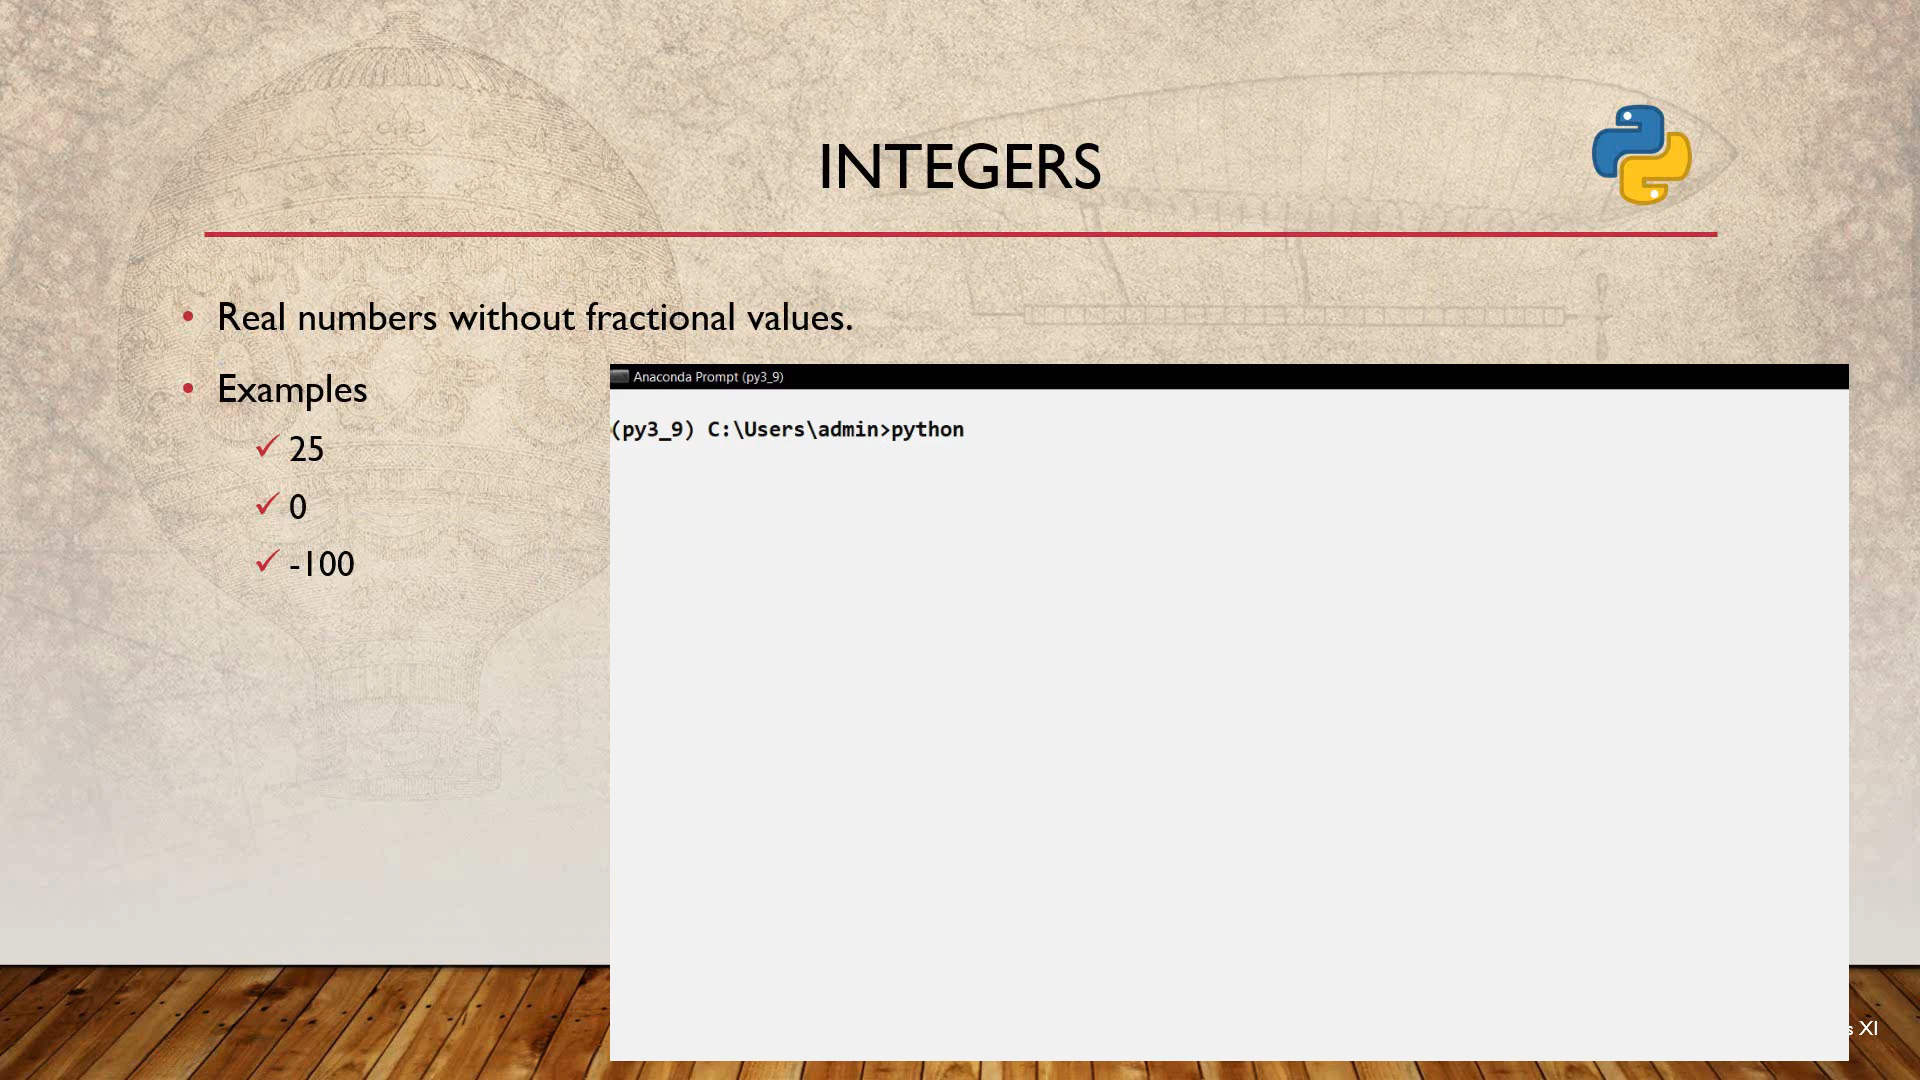 INTEGERS
Real numbers without fractional values.
Examples
25
0
-100
Anaconda Prompt (py3_9)
(py3_9) C:\Users\admin>python
XI